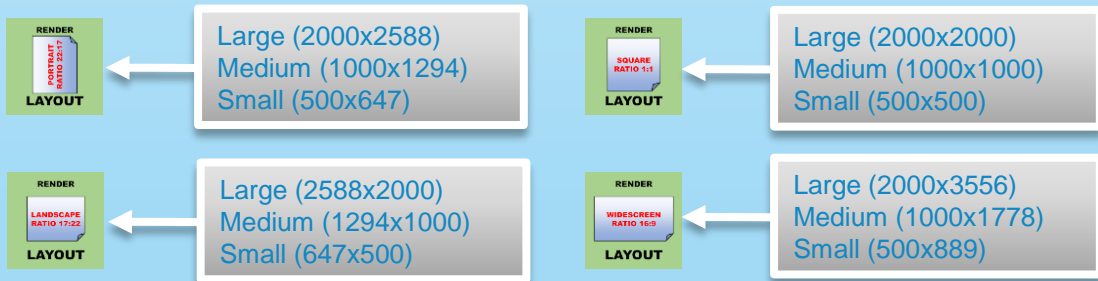 RENDER
PORTRAIT
RATIO 22:17
LAYOUT
Large (2000x2588)
Medium (1000x1294)
Small (500x647)
RENDER
SQUARE
RATIO 1:1
LAYOUT
Large (2000x2000)
Medium (1000x1000)
Small (500x500)
RENDER
LANDSCAPE
RATIO 17:22
LAYOUT
Large (2588x2000)
Medium (1294x1000)
Small (647x500)
RENDER
WIDESCREEN
RATIO 16:9
LAYOUT
Large (2000x3556)
Medium (1000x1778)
Small (500x889)